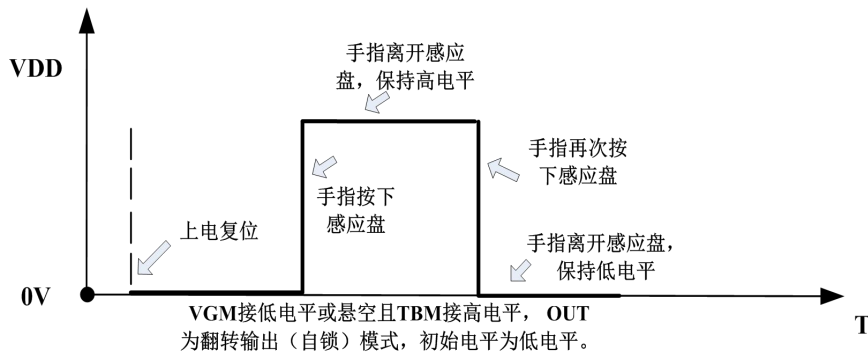 VDD
手指离开感应
盘，保持高电平
手指再次按
下感应盘
手指按下
感应盘
上电复位
手指离开感应盘，
保持低电平
0V
T
VGM接低电平或悬空且TBM接高电平， OUT
为翻转输出（自锁）模式，初始电平为低电平。